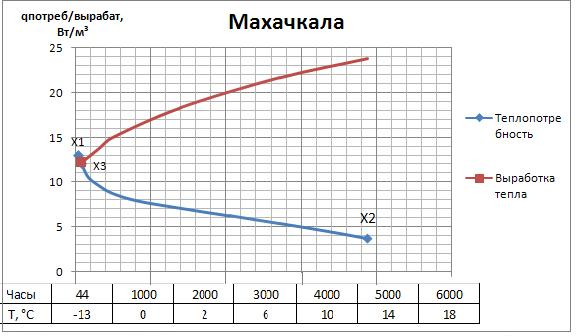 qпотреб/вырабат,
Вт/м³
Махачкала
25
20
15
10
5
0
X1
X3
X2
Теплопотре
бность
Выработка
тепла
Часы 44 1000 2000 3000 4000 5000 6000
T, °C -13 0 2 6 10 14 18